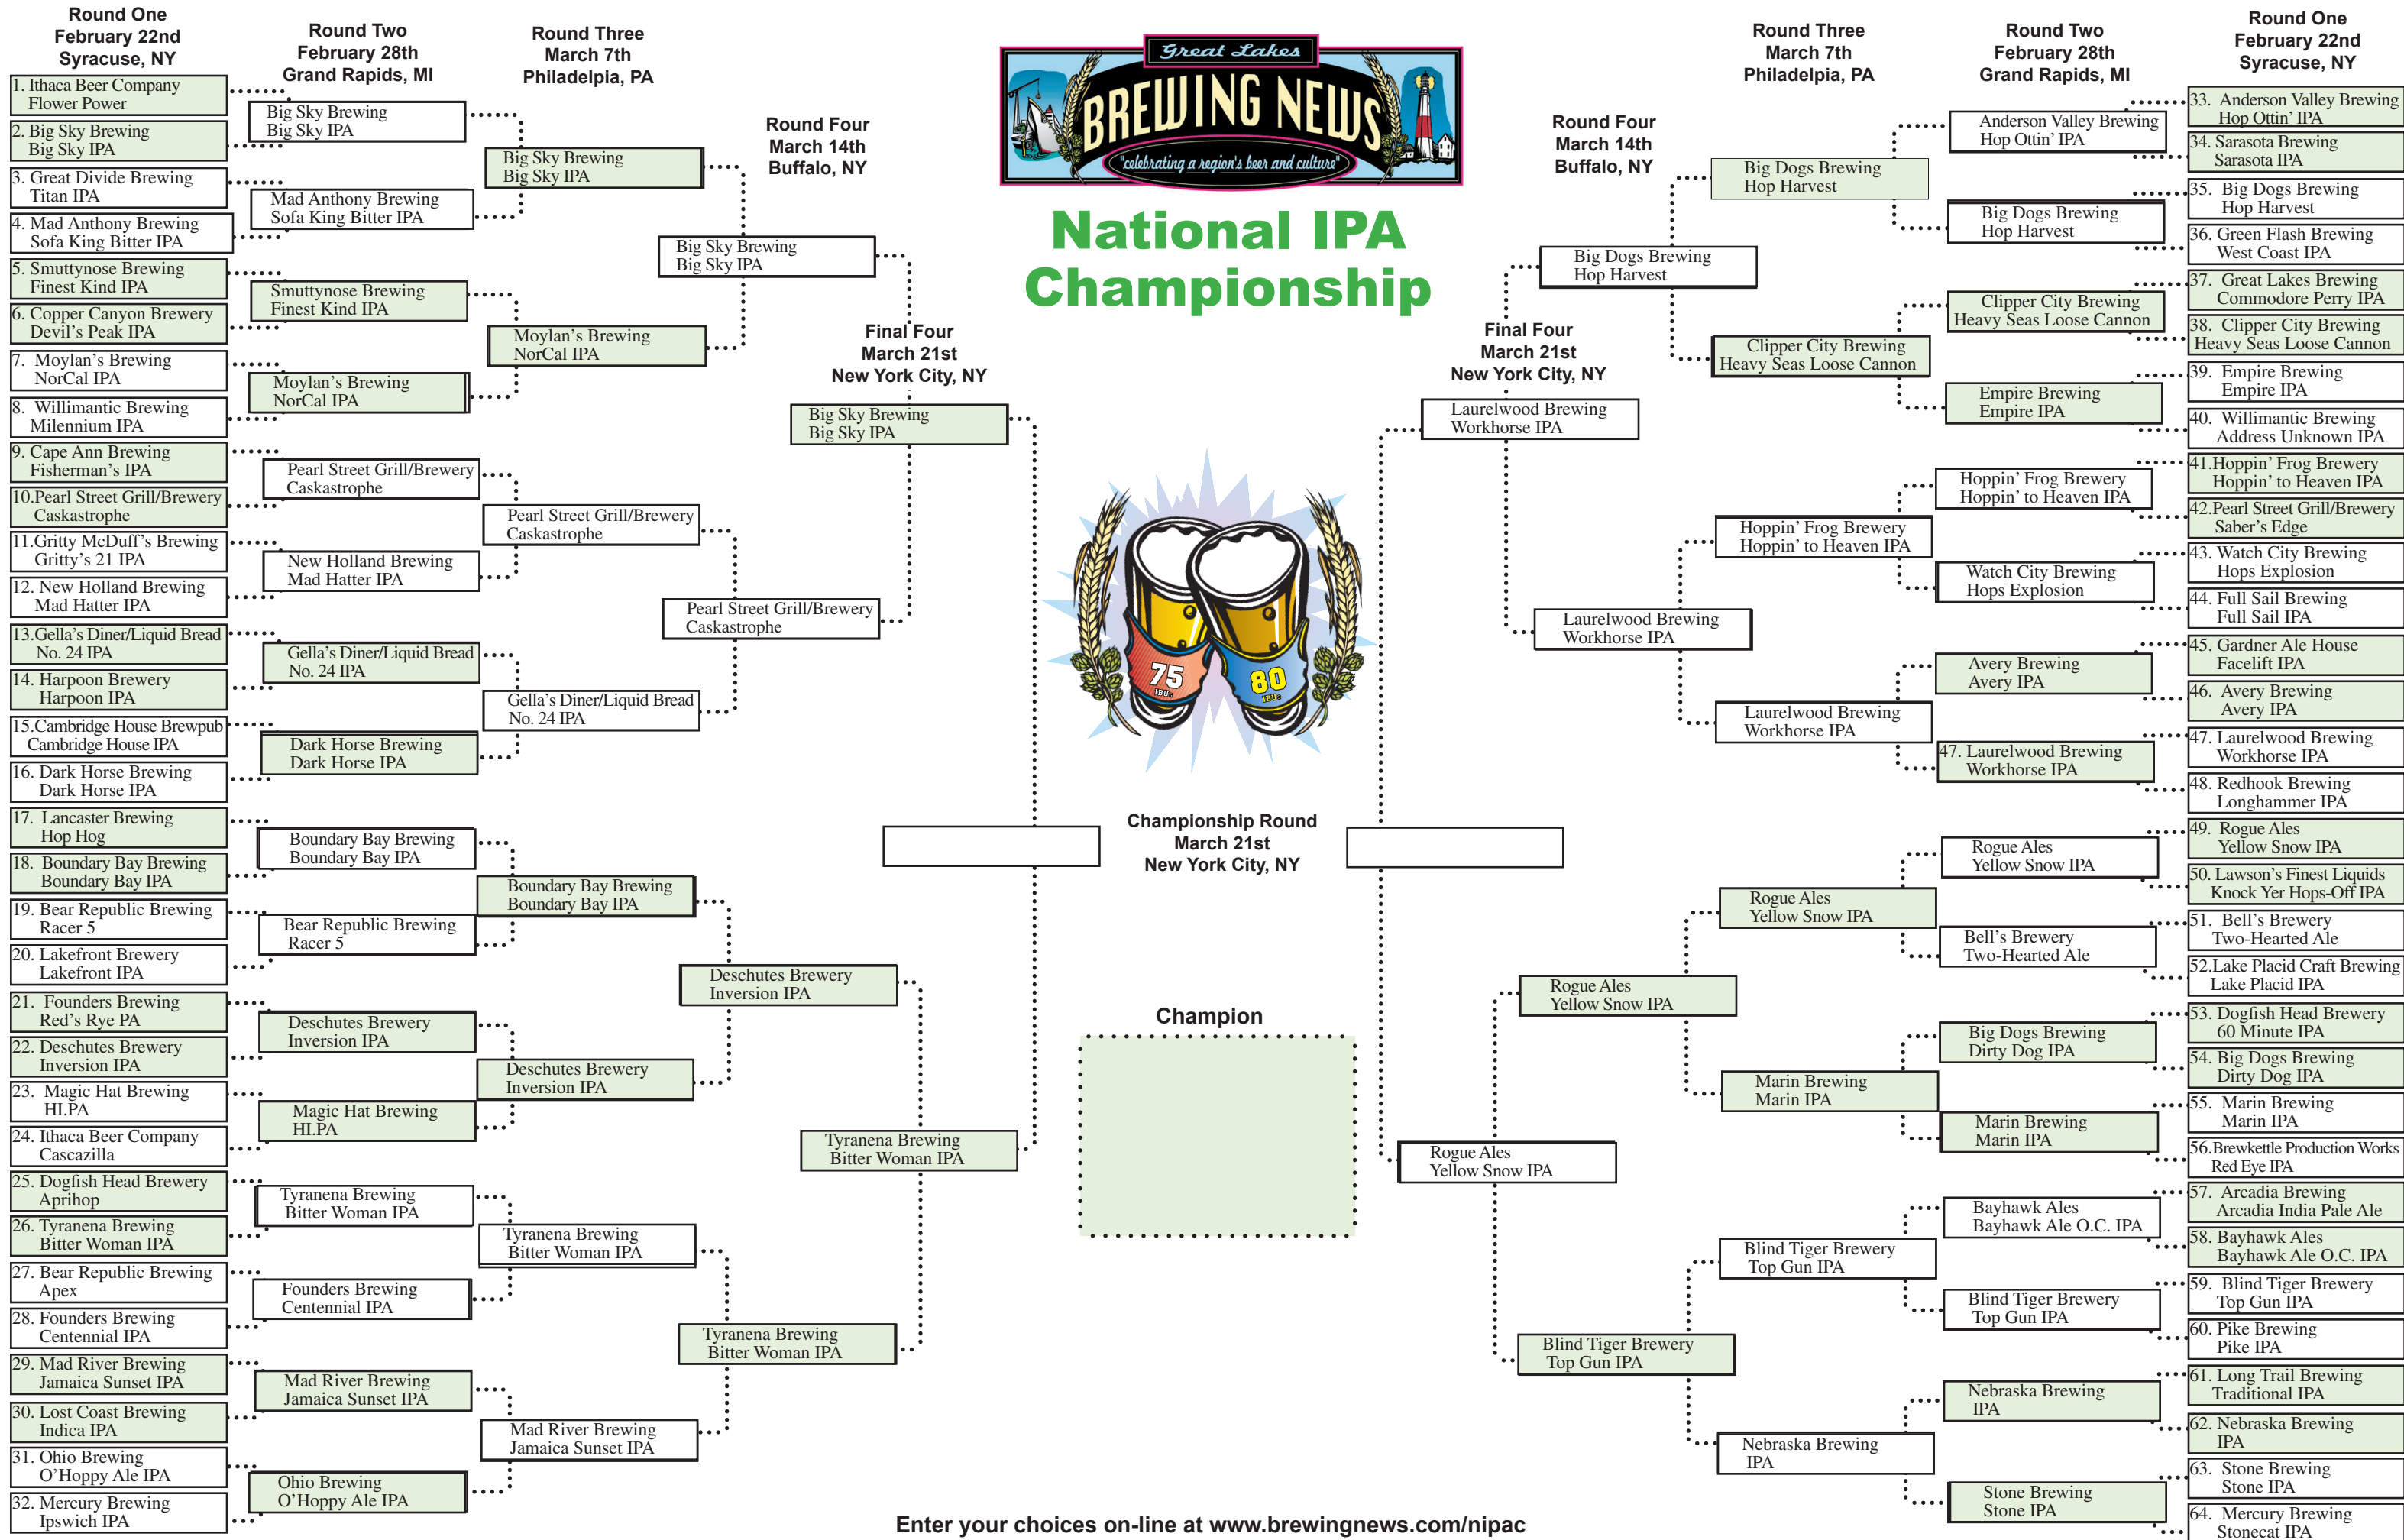 Round One
February 22nd
Syracuse, NY
1. Ithaca Beer Company
Flower Power
2. Big Sky Brewing
Big Sky IPA
3. Great Divide Brewing
Titan IPA
4. Mad Anthony Brewing
Sofa King Bitter IPA
5. Smuttynose Brewing
Finest Kind IPA
6. Copper Canyon Brewery
Devil's Peak IPA
7. Moylan's Brewing
NorCal IPA
8. Willimantic Brewing
Milennium IPA
9. Cape Ann Brewing
Fisherman's IPA
10.Pearl Street Grill/Brewery
Caskastrophe
11.Gritty McDuff's Brewing
Gritty's 21 IPA
12. New Holland Brewing
Mad Hatter IPA
13.Gella's Diner/Liquid Bread
No. 24 IPA
14. Harpoon Brewery
Harpoon IPA
15.Cambridge House Brewpub
Cambridge House IPA
16. Dark Horse Brewing
Dark Horse IPA
17. Lancaster Brewing
Hop Hog
18. Boundary Bay Brewing
Boundary Bay IPA
19. Bear Republic Brewing
Racer 5
20. Lakefront Brewery
Lakefront IPA
21. Founders Brewing
Red's Rye PA
22. Deschutes Brewery
Inversion IPA
23. Magic Hat Brewing
HI.PA
24. Ithaca Beer Company
Cascazilla
25. Dogfish Head Brewery
Aprihop
26. Tyranena Brewing
Bitter Woman IPA
27. Bear Republic Brewing
Apex
28. Founders Brewing
Centennial IPA
29. Mad River Brewing
Jamaica Sunset IPA
30. Lost Coast Brewing
Indica IPA
31. Ohio Brewing
O'Hoppy Ale IPA
32. Mercury Brewing
Ipswich IPA
Round Two
February 28th
Grand Rapids, MI
Big Sky Brewing
Big Sky IPA
Mad Anthony Brewing
Sofa King Bitter IPA
Smuttynose Brewing
Finest Kind IPA
Moylan's Brewing
NorCal IPA
Pearl Street Grill/Brewery
Caskastrophe
New Holland Brewing
Mad Hatter IPA
Gella's Diner/Liquid Bread
No. 24 IPA
Dark Horse Brewing
Dark Horse IPA
Boundary Bay Brewing
Boundary Bay IPA
Bear Republic Brewing
Racer 5
Deschutes Brewery
Inversion IPA
Magic Hat Brewing
HI.PA
Tyranena Brewing
Bitter Woman IPA
Founders Brewing
Centennial IPA
Mad River Brewing
Jamaica Sunset IPA
Ohio Brewing
O'Hoppy Ale IPA
Round Three
March 7th
Philadelpia, PA
Big Sky Brewing
Big Sky IPA
Moylan's Brewing
NorCal IPA
Pearl Street Grill/Brewery
Caskastrophe
Gella's Diner/Liquid Bread
No. 24 IPA
Boundary Bay Brewing
Boundary Bay IPA
Deschutes Brewery
Inversion IPA
Tyranena Brewing
Bitter Woman IPA
Mad River Brewing
Jamaica Sunset IPA
Round Four
March 14th
Buffalo, NY
Big Sky Brewing
Big Sky IPA
Pearl Street Grill/Brewery
Caskastrophe
Deschutes Brewery
Inversion IPA
Tyranena Brewing
Bitter Woman IPA
Final Four
March 21st
New York City, NY
Big Sky Brewing
Big Sky IPA
Tyranena Brewing
Bitter Woman IPA
Great Lakes
BREWING NEWS
"celebrating a region's beer and culture"
National IPA
Championship
75
IBUs
80
IBUs
Championship Round
March 21st
New York City, NY
Champion
Enter your choices on-line at www.brewingnews.com/nipac
Final Four
March 21st
New York City, NY
Laurelwood Brewing
Workhorse IPA
Rogue Ales
Yellow Snow IPA
Round Four
March 14th
Buffalo, NY
Big Dogs Brewing
Hop Harvest
Laurelwood Brewing
Workhorse IPA
Rogue Ales
Yellow Snow IPA
Blind Tiger Brewery
Top Gun IPA
Round Three
March 7th
Philadelpia, PA
Big Dogs Brewing
Hop Harvest
Clipper City Brewing
Heavy Seas Loose Cannon
Hoppin' Frog Brewery
Hoppin' to Heaven IPA
Laurelwood Brewing
Workhorse IPA
Rogue Ales
Yellow Snow IPA
Marin Brewing
Marin IPA
Blind Tiger Brewery
Top Gun IPA
Nebraska Brewing
IPA
Round Two
February 28th
Grand Rapids, MI
Anderson Valley Brewing
Hop Ottin' IPA
Big Dogs Brewing
Hop Harvest
Clipper City Brewing
Heavy Seas Loose Cannon
Empire Brewing
Empire IPA
Hoppin' Frog Brewery
Hoppin' to Heaven IPA
Watch City Brewing
Hops Explosion
Avery Brewing
Avery IPA
47. Laurelwood Brewing
Workhorse IPA
Rogue Ales
Yellow Snow IPA
Bell's Brewery
Two-Hearted Ale
Big Dogs Brewing
Dirty Dog IPA
Marin Brewing
Marin IPA
Bayhawk Ales
Bayhawk Ale O.C. IPA
Blind Tiger Brewery
Top Gun IPA
Nebraska Brewing
IPA
Stone Brewing
Stone IPA
Round One
February 22nd
Syracuse, NY
33. Anderson Valley Brewing
Hop Ottin' IPA
34. Sarasota Brewing
Sarasota IPA
35. Big Dogs Brewing
Hop Harvest
36. Green Flash Brewing
West Coast IPA
37. Great Lakes Brewing
Commodore Perry IPA
38. Clipper City Brewing
Heavy Seas Loose Cannon
39. Empire Brewing
Empire IPA
40. Willimantic Brewing
Address Unknown IPA
41.Hoppin' Frog Brewery
Hoppin' to Heaven IPA
42.Pearl Street Grill/Brewery
Saber's Edge
43. Watch City Brewing
Hops Explosion
44. Full Sail Brewing
Full Sail IPA
45. Gardner Ale House
Facelift IPA
46. Avery Brewing
Avery IPA
47. Laurelwood Brewing
Workhorse IPA
48. Redhook Brewing
Longhammer IPA
49. Rogue Ales
Yellow Snow IPA
50. Lawson's Finest Liquids
Knock Yer Hops-Off IPA
51. Bell's Brewery
Two-Hearted Ale
52.Lake Placid Craft Brewing
Lake Placid IPA
53. Dogfish Head Brewery
60 Minute IPA
54. Big Dogs Brewing
Dirty Dog IPA
55. Marin Brewing
Marin IPA
56.Brewkettle Production Works
Red Eye IPA
57. Arcadia Brewing
Arcadia India Pale Ale
58. Bayhawk Ales
Bayhawk Ale O.C. IPA
59. Blind Tiger Brewery
Top Gun IPA
60. Pike Brewing
Pike IPA
61. Long Trail Brewing
Traditional IPA
62. Nebraska Brewing
IPA
63. Stone Brewing
Stone IPA
64. Mercury Brewing
Stonecat IPA